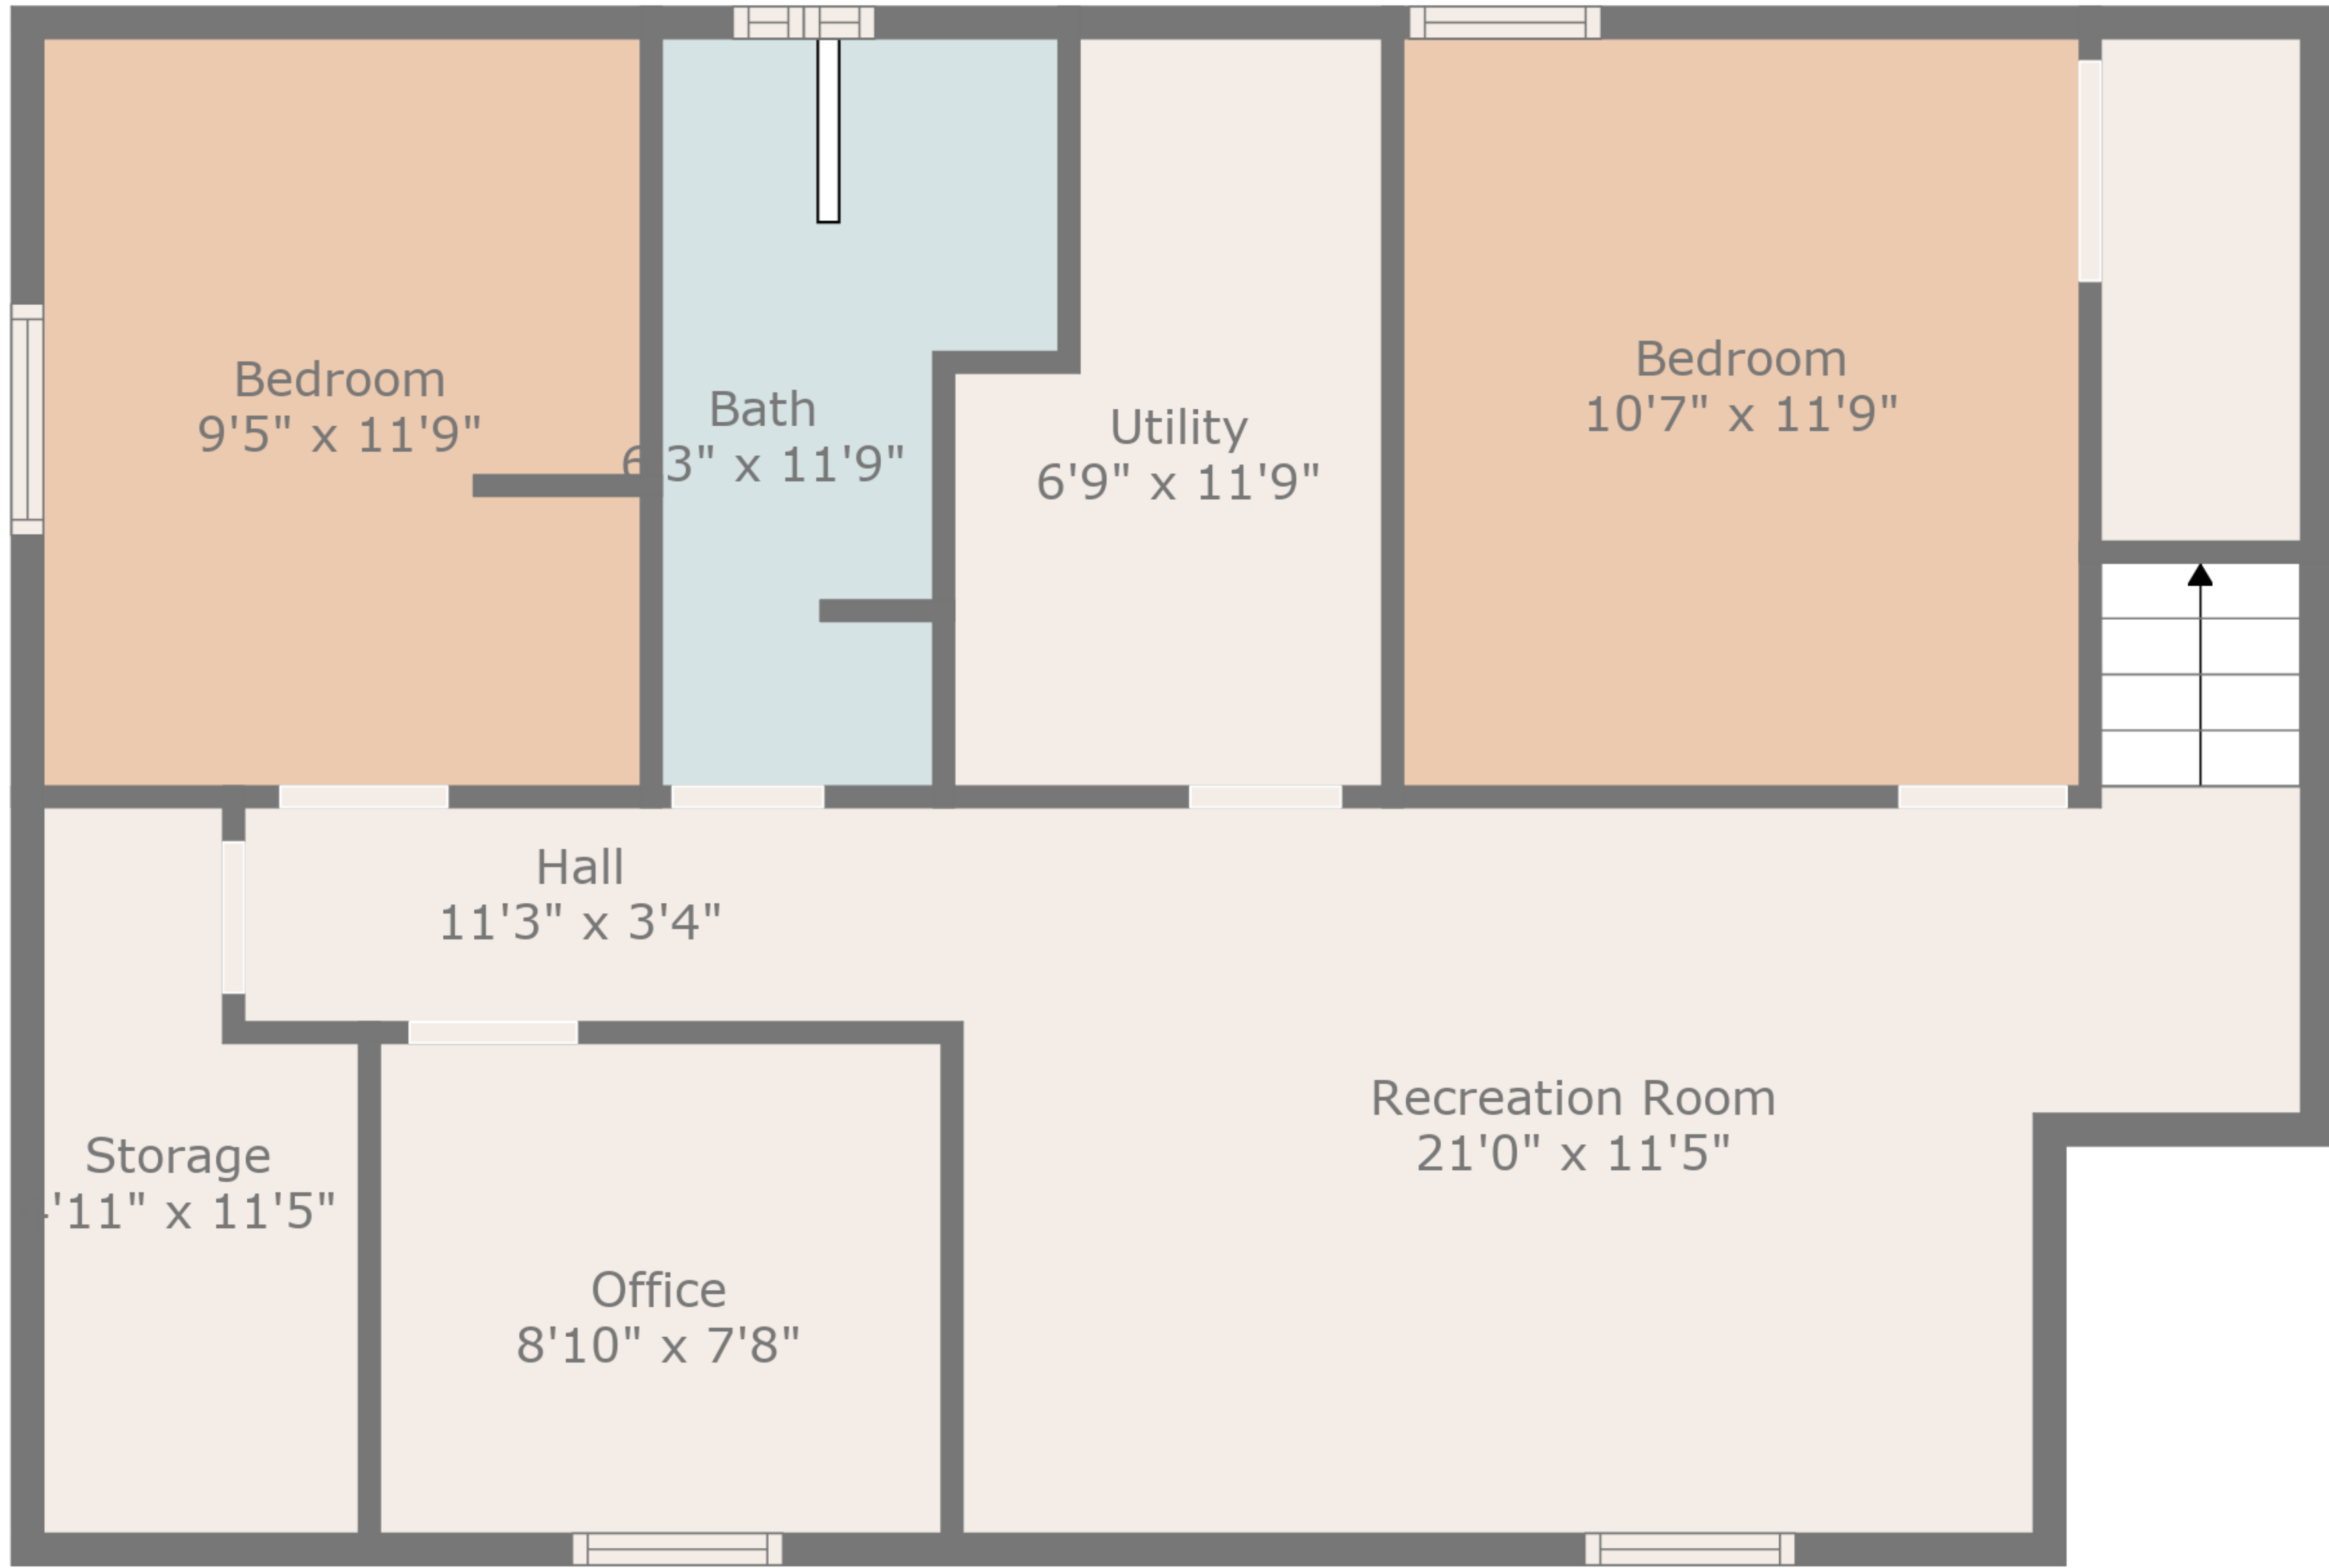 Bedroom
9'5" x 11'9"
Bath
6'3" x 11'9"
Utility
6'9" x 11'9"
Bedroom
10'7" x 11'9"
Hall
11'3" x 3'4"
Storage
'11" x 11'5"
Office
8'10" x 7'8"
Recreation Room
21'0" x 11'5"